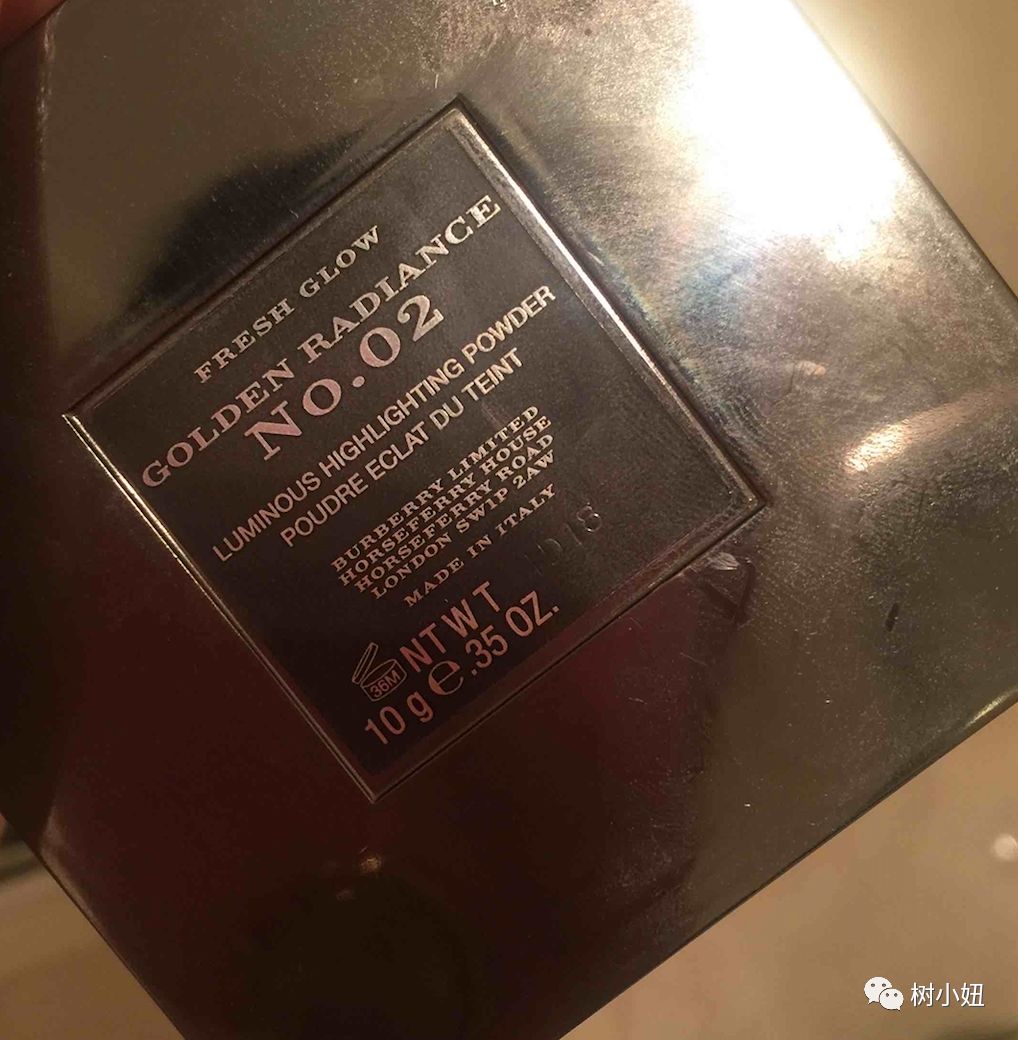 FRESH GLOW
GOLDEN RADIANCE
NO.02
LUMINOUS HIGHLIGHTING POWDER
POUDRE ECLAT DU TEINT
BURBERRY LIMITED
HORSEFERRY HOUSE
HORSEFERRY ROAD
LONDON SW1P 2AW
MADE IN ITALY
36M
NT W T
10 g e .35 OZ.
树小妞